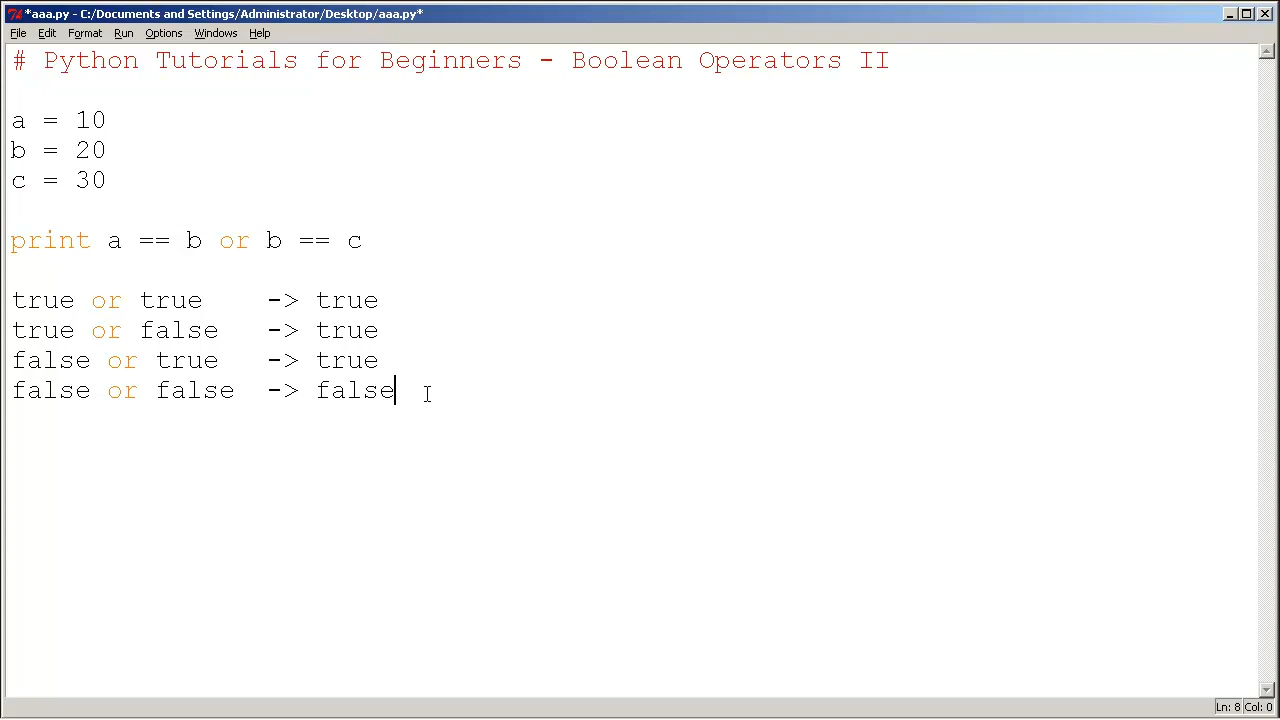 *aaa.py - C:/Documents and Settings/Administrator/Desktop/aaa.py*
File Edit Format Run Options Windows Help
# Python Tutorials for Beginners - Boolean Operators II
a = 10
b = 20
c = 30
print a == b or b == c
true or true -> true
true or false -> true
false or true -> true
false or false -> false
Ln: 8 Col: 0